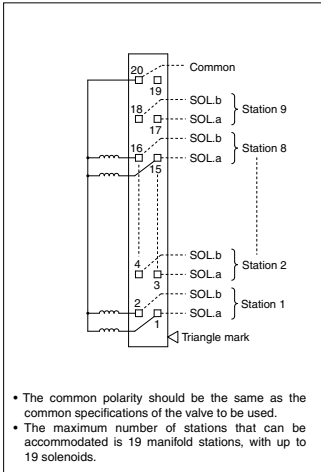 20
Common
19
18
SOL.b
Station 9
17
SOL.a
16
SOL.b
Station 8
15
SOL.a
4
SOL.b
Station 2
3
SOL.a
2
SOL.b
Station 1
1
SOL.a
Triangle mark
• The common polarity should be the same as the
common specifications of the valve to be used.
• The maximum number of stations that can be
accommodated is 19 manifold stations, with up to
19 solenoids.